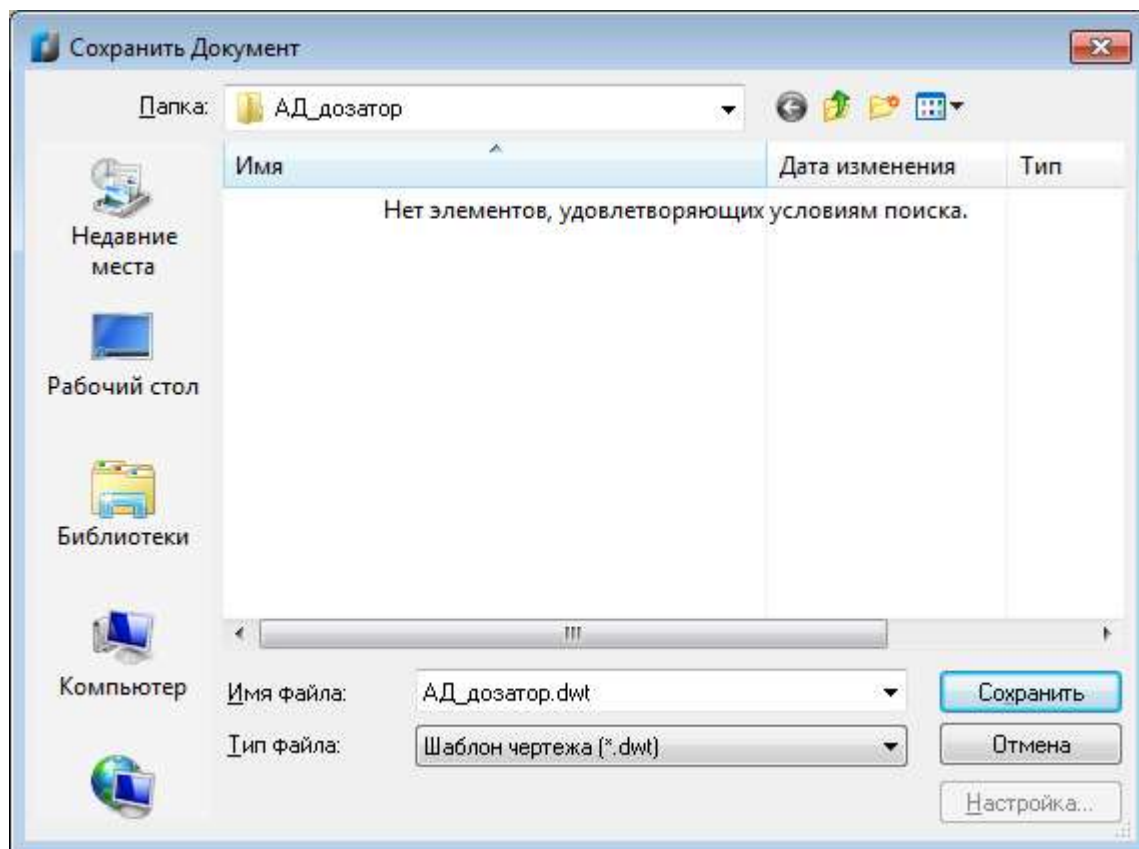 Сохранить Документ
Папка: АД_дозатор
Имя Дата изменения Тип
Нет элементов, удовлетворяющих условиям поиска.
Недавние
места
Рабочий стол
Библиотеки
Компьютер
Имя файла: АД_дозатор.dwt Сохранить
Тип файла: Шаблон чертежа (*.dwt) Отмена
Настройка...